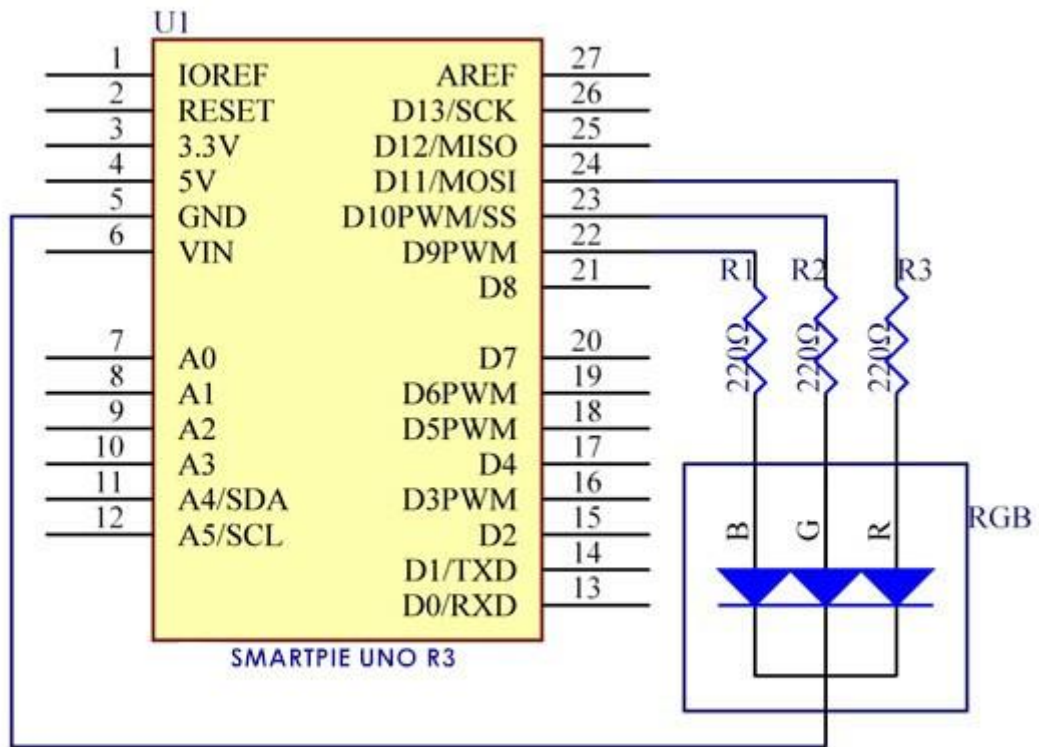 U1
1 IOREF AREF 27
2 RESET D13/SCK 26
3 3.3V D12/MISO 25
4 5V D11/MOSI 24
5 GND D10PWM/SS 23
6 VIN D9PWM 22
D8 21
R1 R2 R3
220Ω 220Ω 220Ω
7 A0 D7 20
8 A1 D6PWM 19
9 A2 D5PWM 18
10 A3 D4 17
11 A4/SDA D3PWM 16
12 A5/SCL D2 15
D1/TXD 14
D0/RXD 13
B G R
RGB
SMARTPIE UNO R3